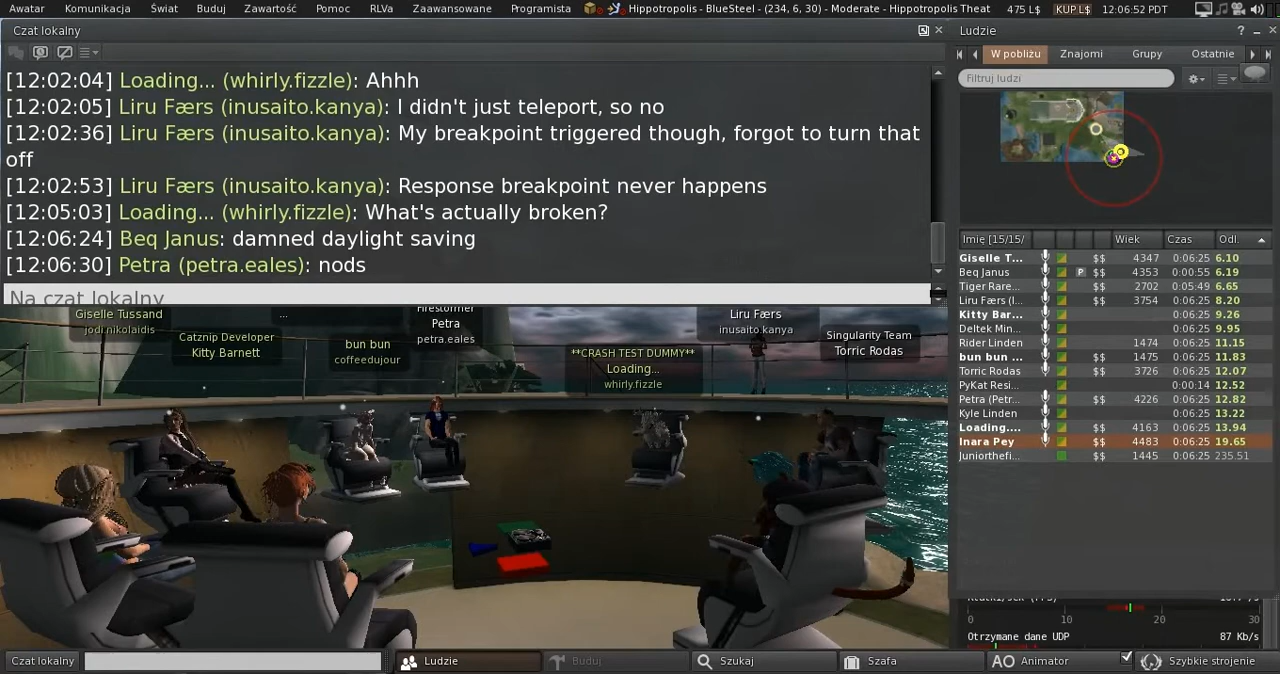 Awatar Komunikacja Świat Buduj Zawartość Pomoc RLVa Zaawansowane Programista Hippotropolis - BlueSteel - (234, 6, 30) - Moderate - Hippotropolis Theat 475 L$ KUP L$ 12:06:52 PDT
Czat lokalny
[12:02:04] Loading... (whirly.fizzle): Ahhh
[12:02:05] Liru Færs (inusaito.kanya): I didn't just teleport, so no
[12:02:36] Liru Færs (inusaito.kanya): My breakpoint triggered though, forgot to turn that
off
[12:02:53] Liru Færs (inusaito.kanya): Response breakpoint never happens
[12:05:03] Loading... (whirly.fizzle): What's actually broken?
[12:06:24] Beq Janus: damned daylight saving
[12:06:30] Petra (petra.eales): nods
Na czat lokalny
Giselle Tussand
jodi.nikolaidis
Catznip Developer
Kitty Barnett
...
bun bun
coffeedujour
Firestormer
Petra
petra.eales
**CRASH TEST DUMMY**
Loading...
whirly.fizzle
Liru Færs
inusaito.kanya
Singularity Team
Torric Rodas
Ludzie
W pobliżu Znajomi Grupy Ostatnie
Filtruj ludzi
Imię [15/15/ Wiek Czas Odl.
Giselle T... $$ 4347 0:06:25 6.10
Beq Janus P $$ 4353 0:00:55 6.19
Tiger Rare... $$ 2702 0:05:49 6.65
Liru Færs (I... $$ 3754 0:06:25 8.20
Kitty Bar... 0:06:25 9.26
Deltek Min... 0:06:25 9.95
Rider Linden 1474 0:06:25 11.15
bun bun ... $$ 1475 0:06:25 11.83
Torric Rodas $$ 3726 0:06:25 12.07
PyKat Resi... 0:00:14 12.52
Petra (Petr... $$ 4226 0:06:25 12.82
Kyle Linden 0:06:25 13.22
Loading.... $$ 4163 0:06:25 13.94
Inara Pey $$ 4483 0:06:25 19.65
Juniorthefi... $$ 1445 0:06:25 235.51
0 10 20 30
Otrzymane dane UDP 87 Kb/s
Czat lokalny Ludzie Buduj Szukaj Szafa AO Animator Szybkie strojenie